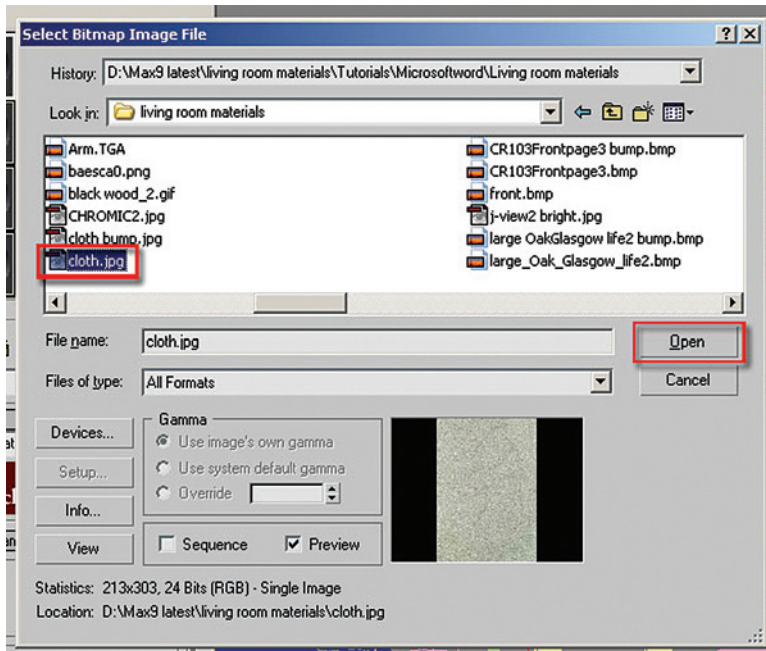 Select Bitmap Image File
History: D:\Max9 latest\living room materials\Tutorials\Microsoftword\Living room materials
Look in: living room materials
Arm.TGA
baesca0.png
black wood_2.gif
CHROMIC2.jpg
cloth bump.jpg
cloth.jpg
CR103Frontpage3 bump.bmp
CR103Frontpage3.bmp
front.bmp
j-view2 bright.jpg
large OakGlasgow life2 bump.bmp
large_Oak_Glasgow_life2.bmp
File name: cloth.jpg Open
Files of type: All Formats Cancel
Devices...
Setup...
Info...
View
Gamma
Use image's own gamma
Use system default gamma
Override
Sequence Preview
Statistics: 213x303, 24 Bits (RGB) - Single Image
Location: D:\Max9 latest\living room materials\cloth.jpg